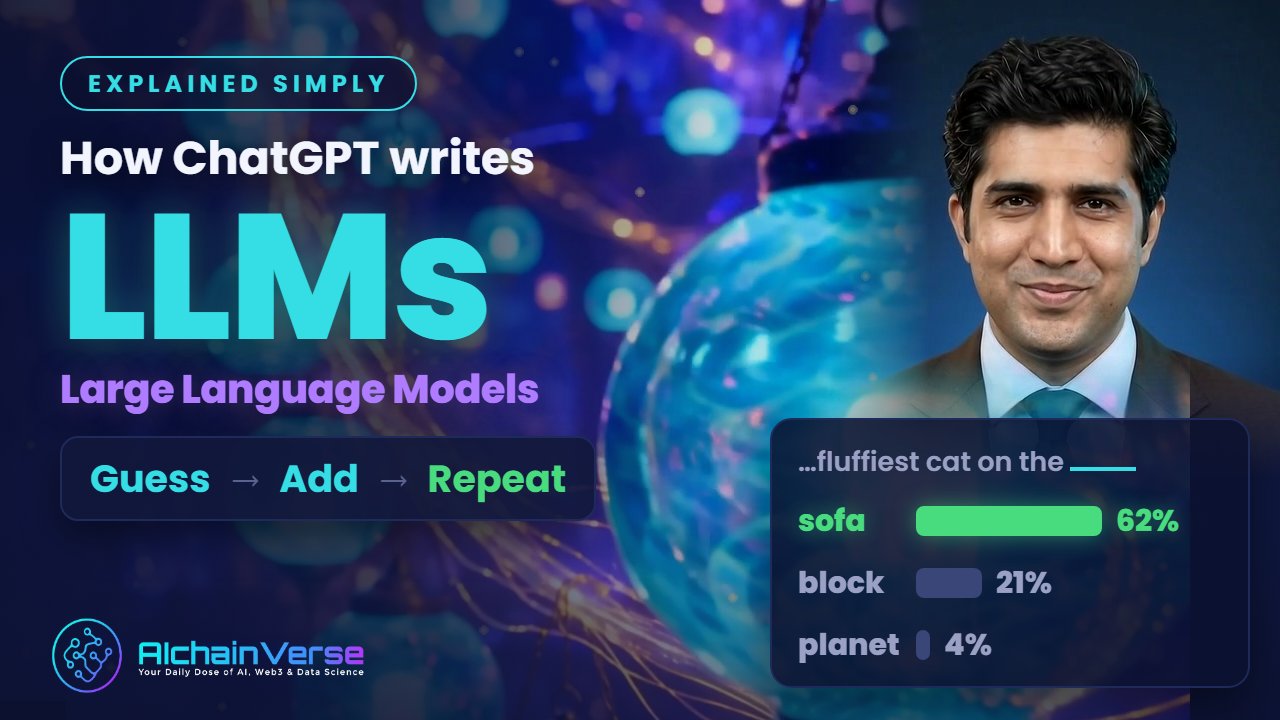 EXPLAINED SIMPLY
How ChatGPT writes
LLMs
Large Language Models
Guess → Add → Repeat
...fluffiest cat on the ____
sofa 62%
block 21%
planet 4%
AIchainVerse
Your Daily Dose of AI, Web3 & Data Science